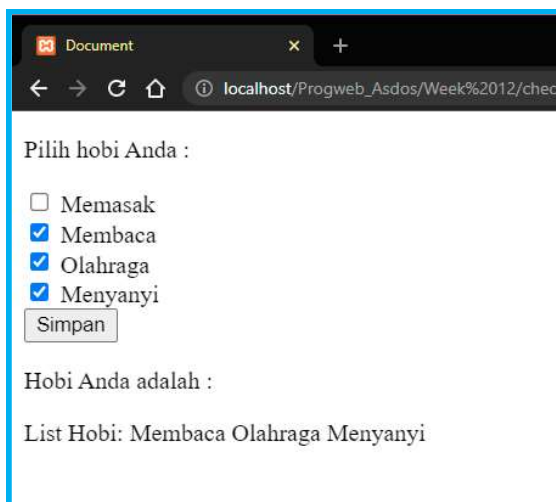 Document
localhost/Progweb_Asdos/Week%2012/chec
Pilih hobi Anda :
Memasak
Membaca
Olahraga
Menyanyi
Simpan
Hobi Anda adalah :
List Hobi: Membaca Olahraga Menyanyi